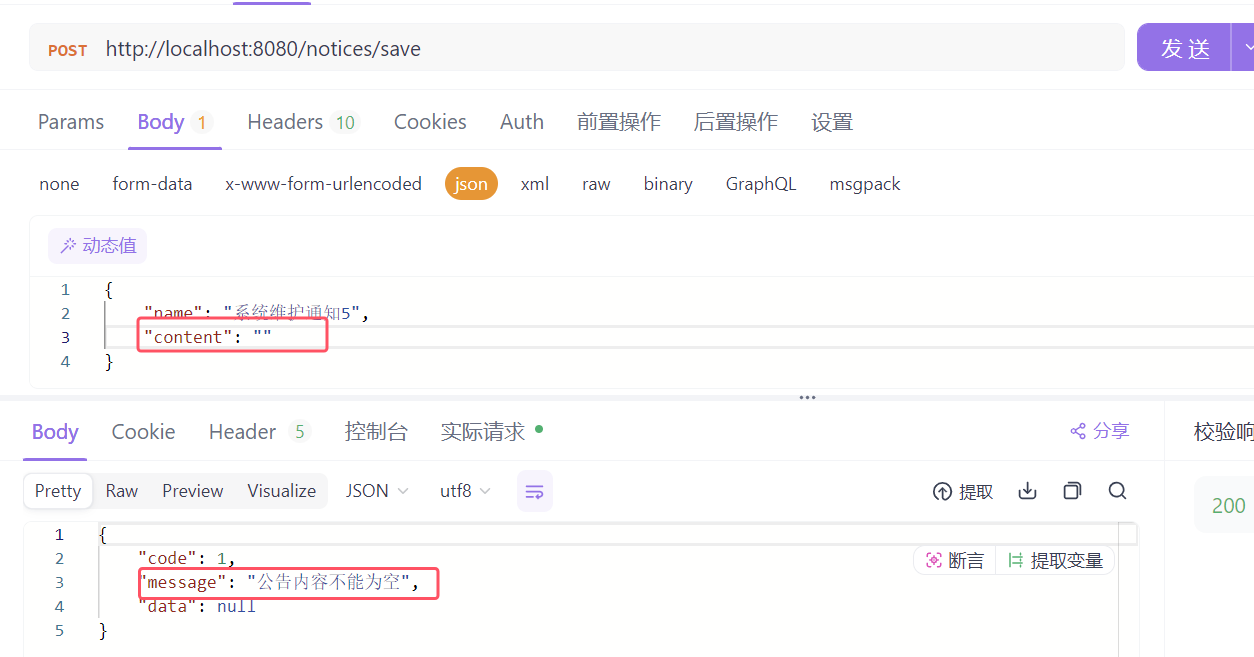 POST http://localhost:8080/notices/save 发 送
Params Body 1 Headers 10 Cookies Auth 前置操作 后置操作 设置
none form-data x-www-form-urlencoded json xml raw binary GraphQL msgpack
动态值
1 {
2 "name": "系统维护通知5",
3 "content": ""
4 }
Body Cookie Header 5 控制台 实际请求 分享 校验响
Pretty Raw Preview Visualize JSON utf8 提取 200
1 {
2 "code": 1, 断言 提取变量
3 "message": "公告内容不能为空",
4 "data": null
5 }